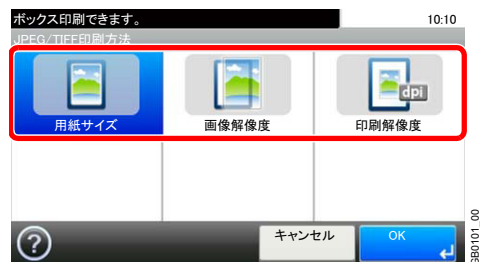 ボックス印刷できます。 10:10
JPEG/TIFF印刷方法
用紙サイズ 画像解像度 印刷解像度
dpi
キャンセル OK
GB0101_00